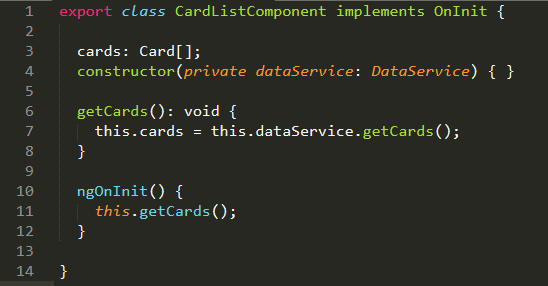 1 export class CardListComponent implements OnInit {
2
3 cards: Card[];
4 constructor(private dataService: DataService) { }
5
6 getCards(): void {
7 this.cards = this.dataService.getCards();
8 }
9
10 ngOnInit() {
11 this.getCards();
12 }
13
14 }